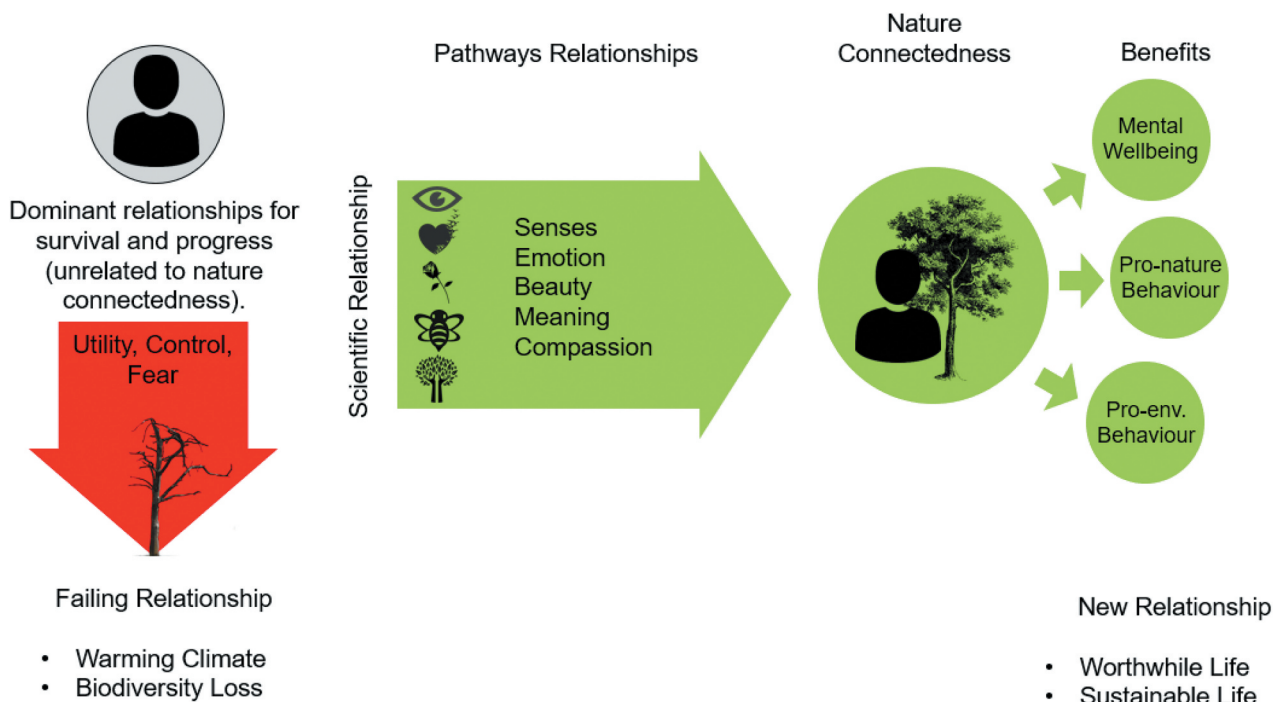 Dominant relationships for
survival and progress
(unrelated to nature
connectedness).
Utility, Control,
Fear
Failing Relationship
• Warming Climate
• Biodiversity Loss
Scientific Relationship
Pathways Relationships
Senses
Emotion
Beauty
Meaning
Compassion
Nature
Connectedness
Benefits
Mental
Wellbeing
Pro-nature
Behaviour
Pro-env.
Behaviour
New Relationship
• Worthwhile Life
• Sustainable Life